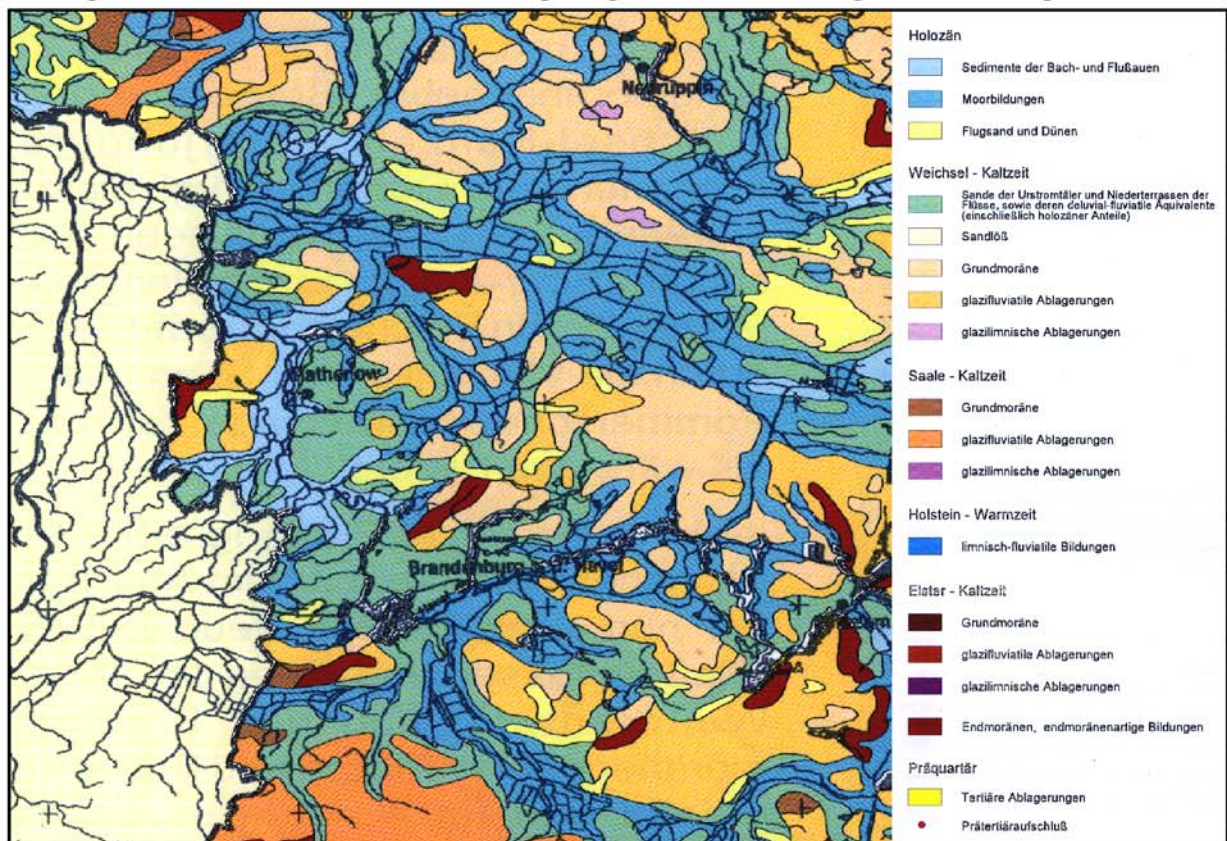 Neuruppin
Havel
Rathenow
Brandenburg a. d. Havel
Holozän
Sedimente der Bach- und Flußauen
Moorbildungen
Flugsand und Dünen
Weichsel - Kaltzeit
Sande der Urstromtäler und Niederterrassen der
Flüsse, sowie deren deluvial-fluviatile Äquivalente
(einschließlich holozäner Anteile)
Sandlöß
Grundmoräne
glazifluviatile Ablagerungen
glazilimnische Ablagerungen
Saale - Kaltzeit
Grundmoräne
glazifluviatile Ablagerungen
glazilimnische Ablagerungen
Holstein - Warmzeit
limnisch-fluviatile Bildungen
Elster - Kaltzeit
Grundmoräne
glazifluviatile Ablagerungen
glazilimnische Ablagerungen
Endmoränen, endmoränenartige Bildungen
Präquartär
Tertiäre Ablagerungen
Prätertiäraufschluß